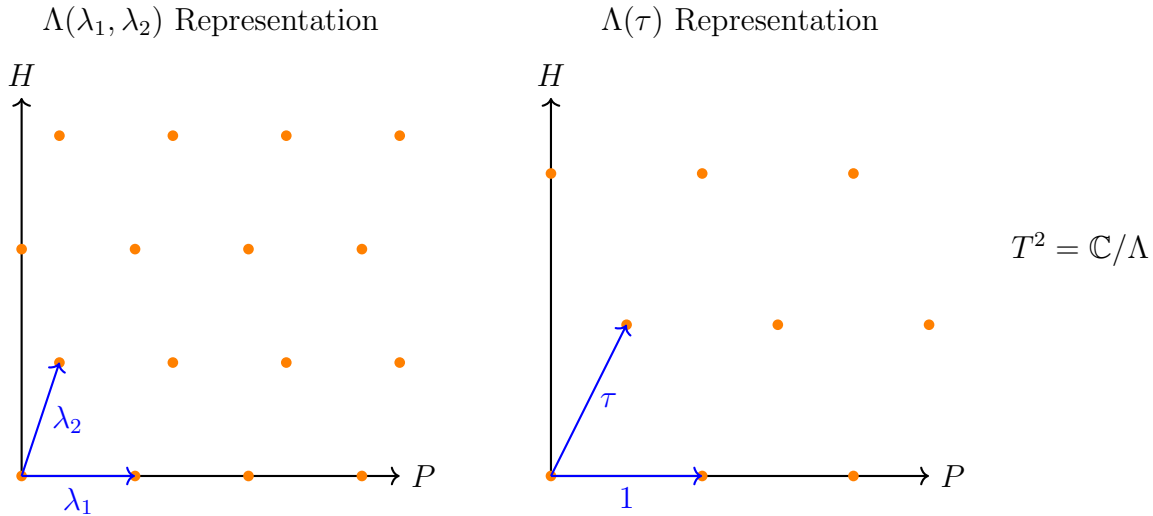 Λ(λ₁, λ₂) Representation
Λ(τ) Representation
H
H
T² = ℂ/Λ
λ₂
τ
P
P
λ₁
1